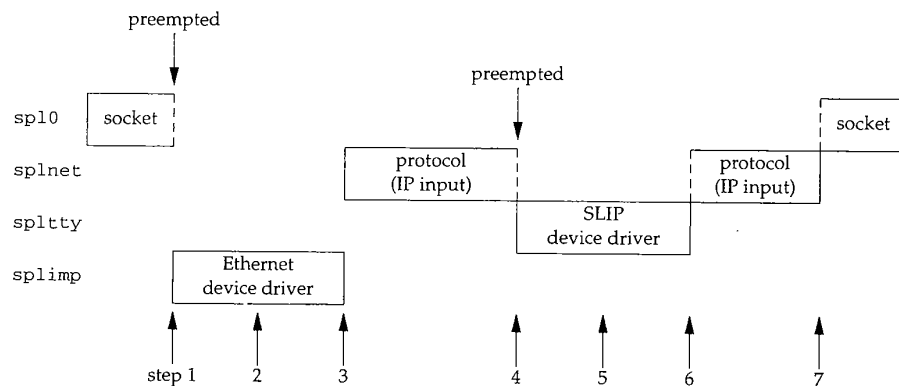 preempted
preempted
spl0
socket
socket
splnet
protocol
(IP input)
protocol
(IP input)
spltty
SLIP
device driver
splimp
Ethernet
device driver
step 1
2
3
4
5
6
7